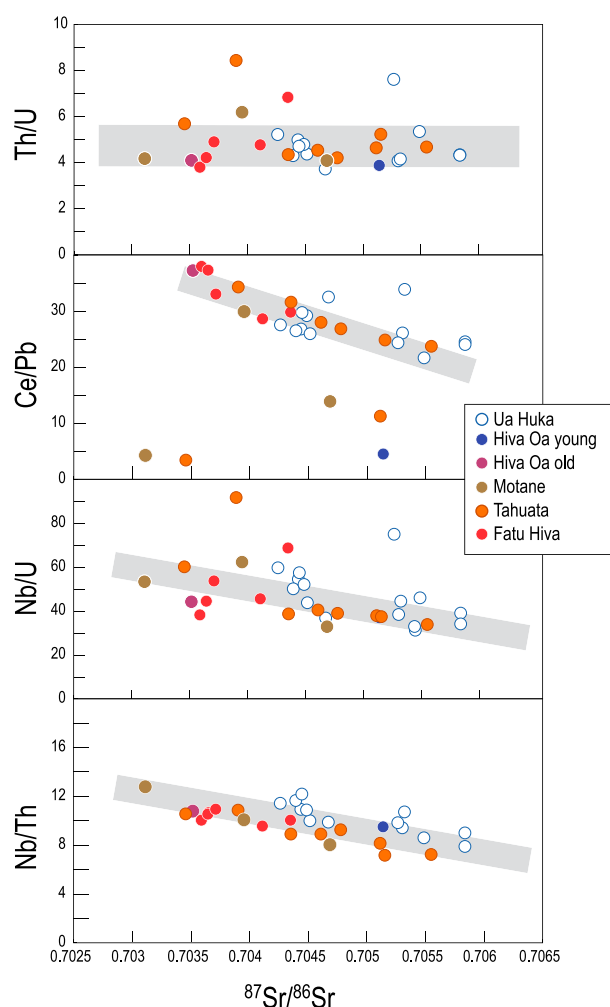 10
8
6
4
2
0
Th/U
30
20
10
0
Ce/Pb
Ua Huka
Hiva Oa young
Hiva Oa old
Motane
Tahuata
Fatu Hiva
80
60
40
20
0
Nb/U
16
12
8
4
0
Nb/Th
0.7025 0.703 0.7035 0.704 0.7045 0.705 0.7055 0.706 0.7065
⁸⁷Sr/⁸⁶Sr